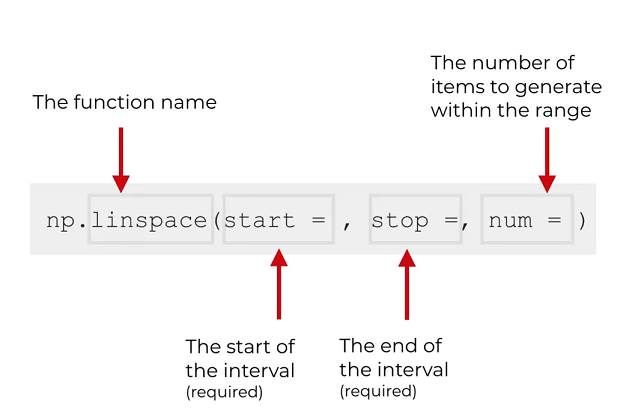 The number of
items to generate
within the range
The function name
np.linspace(start = , stop =, num = )
The start of
the interval
(required)
The end of
the interval
(required)